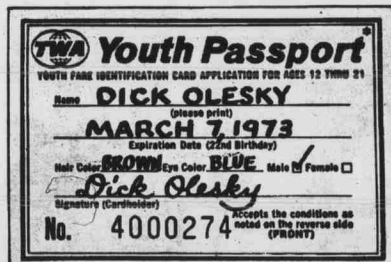 TWA Youth Passport*
YOUTH FARE IDENTIFICATION CARD APPLICATION FOR AGES 12 THRU 21
Name DICK OLESKY
(please print)
MARCH 7, 1973
Expiration Date (22nd Birthday)
Hair Color BROWN Eye Color BLUE Male ☑ Female ☐
Dick Olesky
Signature (Cardholder)
No. 4000274 Accepts the conditions as
noted on the reverse side
(PRINT)